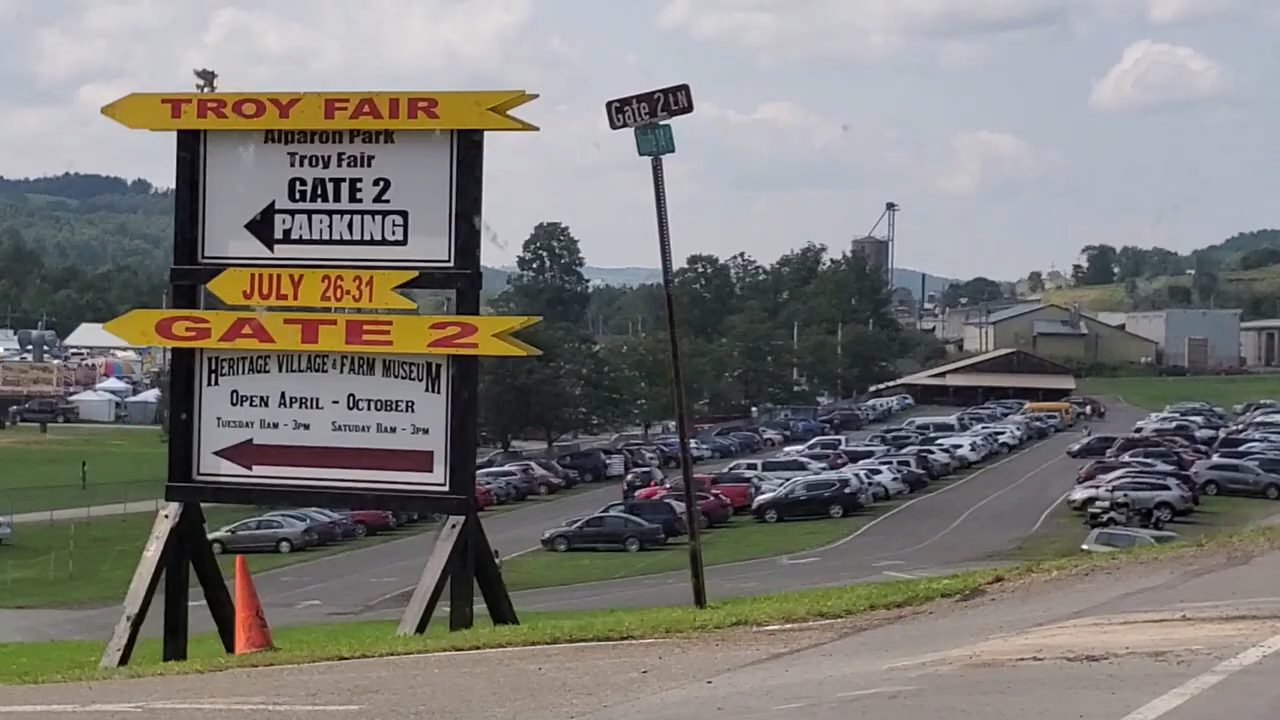 TROY FAIR
Alparon Park
Troy Fair
GATE 2
PARKING
JULY 26-31
GATE 2
HERITAGE VILLAGE & FARM MUSEUM
OPEN APRIL - OCTOBER
TUESDAY 11AM - 3PM SATUDAY 11AM - 3PM
Gate 2 LN